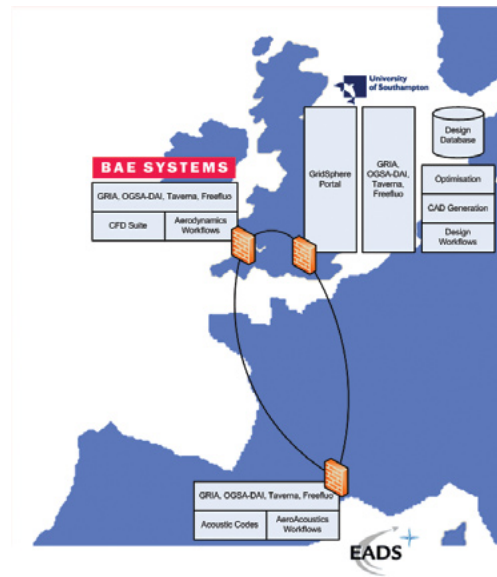 University
of Southampton
Design
Database
BAE SYSTEMS
GridSphere
Portal
GRIA,
OGSA-DAI,
Taverna,
Freefluo
Optimisation
CAD Generation
Design
Workflows
GRIA, OGSA-DAI, Taverna, Freefluo
CFD Suite
Aerodynamics
Workflows
GRIA, OGSA-DAI, Taverna, Freefluo
Acoustic Codes
AeroAcoustics
Workflows
EADS